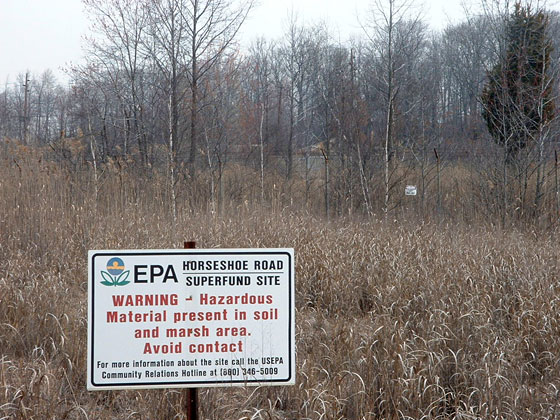 EPA HORSESHOE ROAD
SUPERFUND SITE
WARNING - Hazardous
Material present in soil
and marsh area.
Avoid contact
For more information about the site call the USEPA
Community Relations Hotline at (800) 346-5009